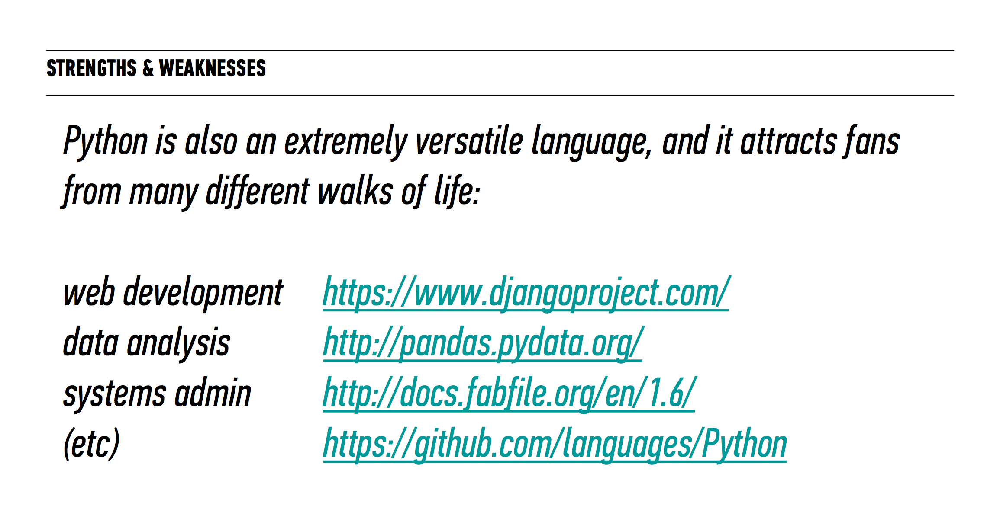 STRENGTHS & WEAKNESSES
Python is also an extremely versatile language, and it attracts fans
from many different walks of life:
web development https://www.djangoproject.com/
data analysis http://pandas.pydata.org/
systems admin http://docs.fabfile.org/en/1.6/
(etc) https://github.com/languages/Python